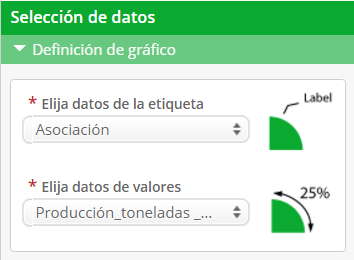 Selección de datos
Definición de gráfico
* Elija datos de la etiqueta
Label
Asociación
* Elija datos de valores
25%
Producción_toneladas _...